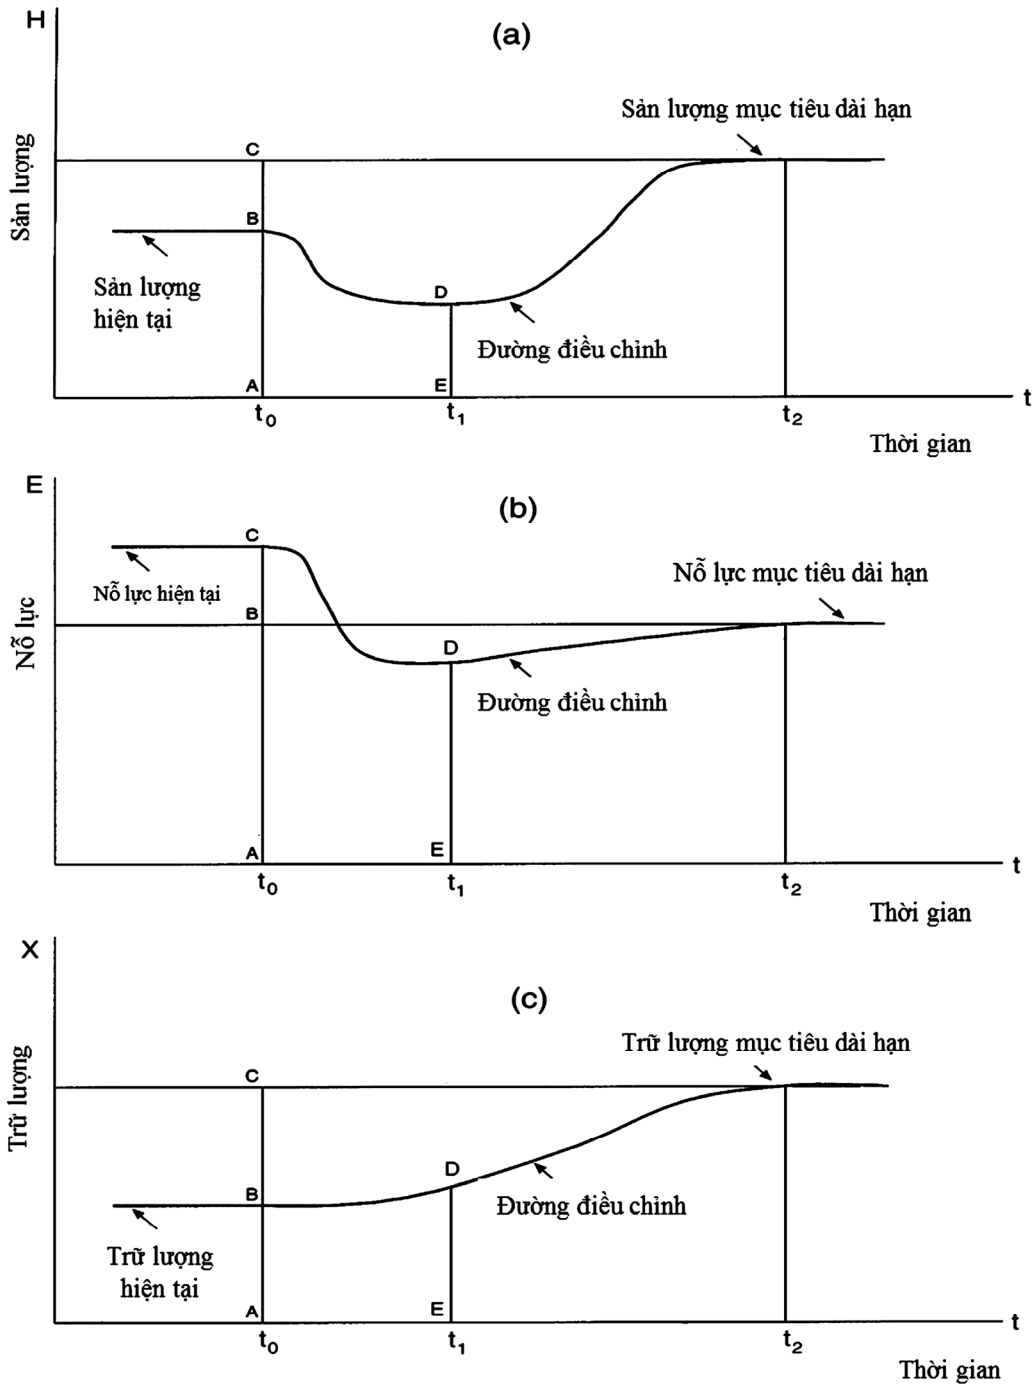 H
(a)
Sản lượng mục tiêu dài hạn
C
Sản lượng
B
Sản lượng
hiện tại
D
Đường điều chỉnh
A
E
t
t₀
t₁
t₂
Thời gian
E
(b)
C
Nỗ lực hiện tại
Nỗ lực mục tiêu dài hạn
B
Nỗ lực
D
Đường điều chỉnh
A
E
t
t₀
t₁
t₂
Thời gian
X
(c)
Trữ lượng mục tiêu dài hạn
C
Trữ lượng
D
B
Đường điều chỉnh
Trữ lượng
hiện tại
A
E
t
t₀
t₁
t₂
Thời gian